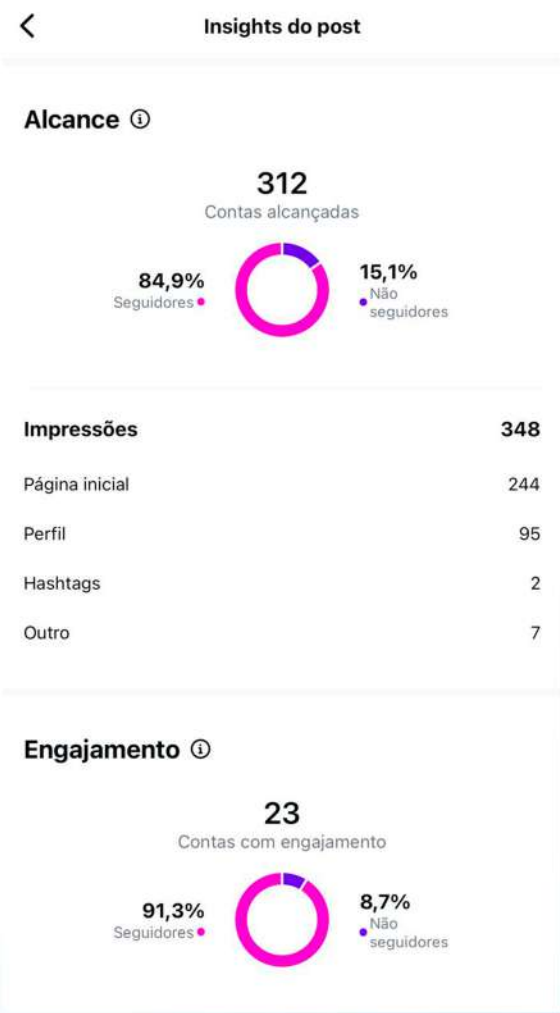 Insights do post
Alcance
312
Contas alcançadas
84,9%
Seguidores
15,1%
Não
seguidores
Impressões 348
Página inicial 244
Perfil 95
Hashtags 2
Outro 7
Engajamento
23
Contas com engajamento
91,3%
Seguidores
8,7%
Não
seguidores